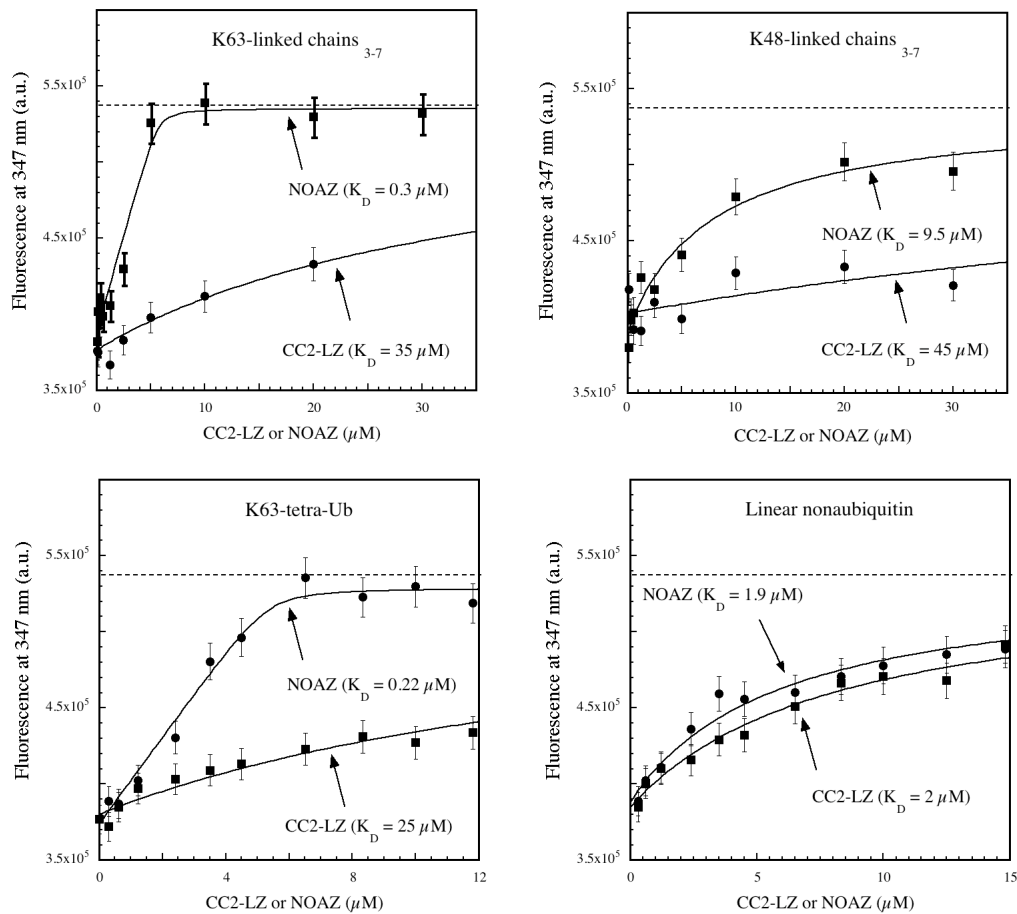 K63-linked chains 3-7
Fluorescence at 347 nm (a.u.)
5.5x10^5
4.5x10^5
3.5x10^5
NOAZ (K_D = 0.3 µM)
CC2-LZ (K_D = 35 µM)
0 10 20 30
CC2-LZ or NOAZ (µM)
K48-linked chains 3-7
Fluorescence at 347 nm (a.u.)
5.5x10^5
4.5x10^5
3.5x10^5
NOAZ (K_D = 9.5 µM)
CC2-LZ (K_D = 45 µM)
0 10 20 30
CC2-LZ or NOAZ (µM)
K63-tetra-Ub
Fluorescence at 347 nm (a.u.)
5.5x10^5
4.5x10^5
3.5x10^5
NOAZ (K_D = 0.22 µM)
CC2-LZ (K_D = 25 µM)
0 4 8 12
CC2-LZ or NOAZ (µM)
Linear nonaubiquitin
Fluorescence at 347 nm (a.u.)
5.5x10^5
4.5x10^5
3.5x10^5
NOAZ (K_D = 1.9 µM)
CC2-LZ (K_D = 2 µM)
0 5 10 15
CC2-LZ or NOAZ (µM)